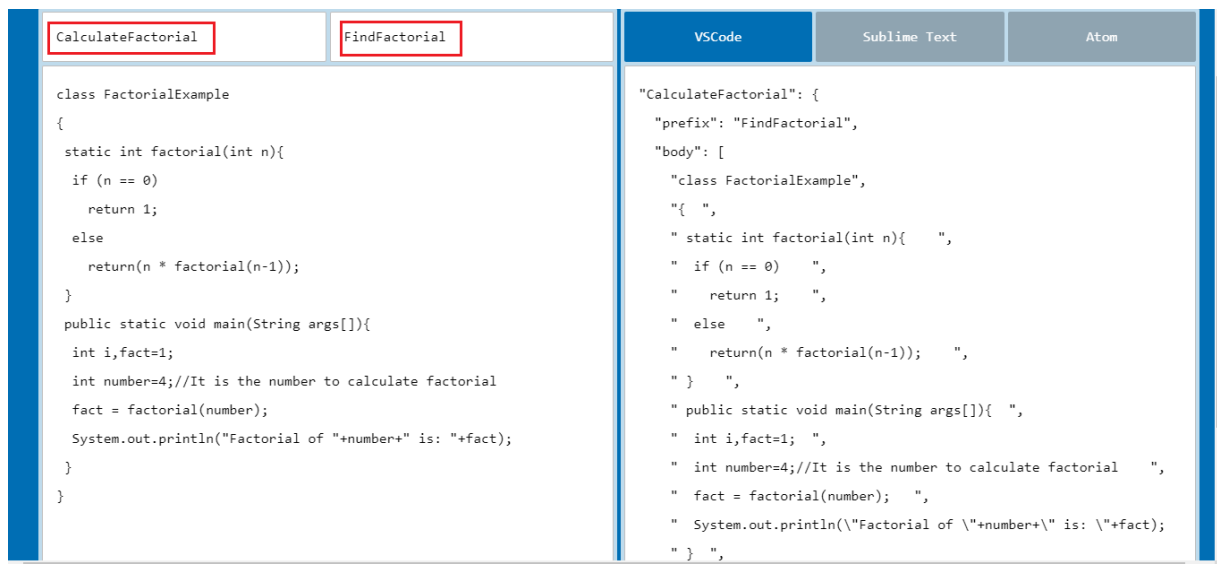 CalculateFactorial
FindFactorial
class FactorialExample
{
 static int factorial(int n){
  if (n == 0)
    return 1;
  else
    return(n * factorial(n-1));
 }
 public static void main(String args[]){
  int i,fact=1;
  int number=4;//It is the number to calculate factorial
  fact = factorial(number);
  System.out.println("Factorial of "+number+" is: "+fact);
 }
}
VSCode
Sublime Text
Atom
"CalculateFactorial": {
  "prefix": "FindFactorial",
  "body": [
    "class FactorialExample",
    "{  ",
    " static int factorial(int n){    ",
    "  if (n == 0)    ",
    "    return 1;    ",
    "  else    ",
    "    return(n * factorial(n-1));    ",
    " }    ",
    " public static void main(String args[]){  ",
    "  int i,fact=1;  ",
    "  int number=4;//It is the number to calculate factorial    ",
    "  fact = factorial(number);   ",
    "  System.out.println(\"Factorial of \"+number+\" is: \"+fact);
    " }  ",